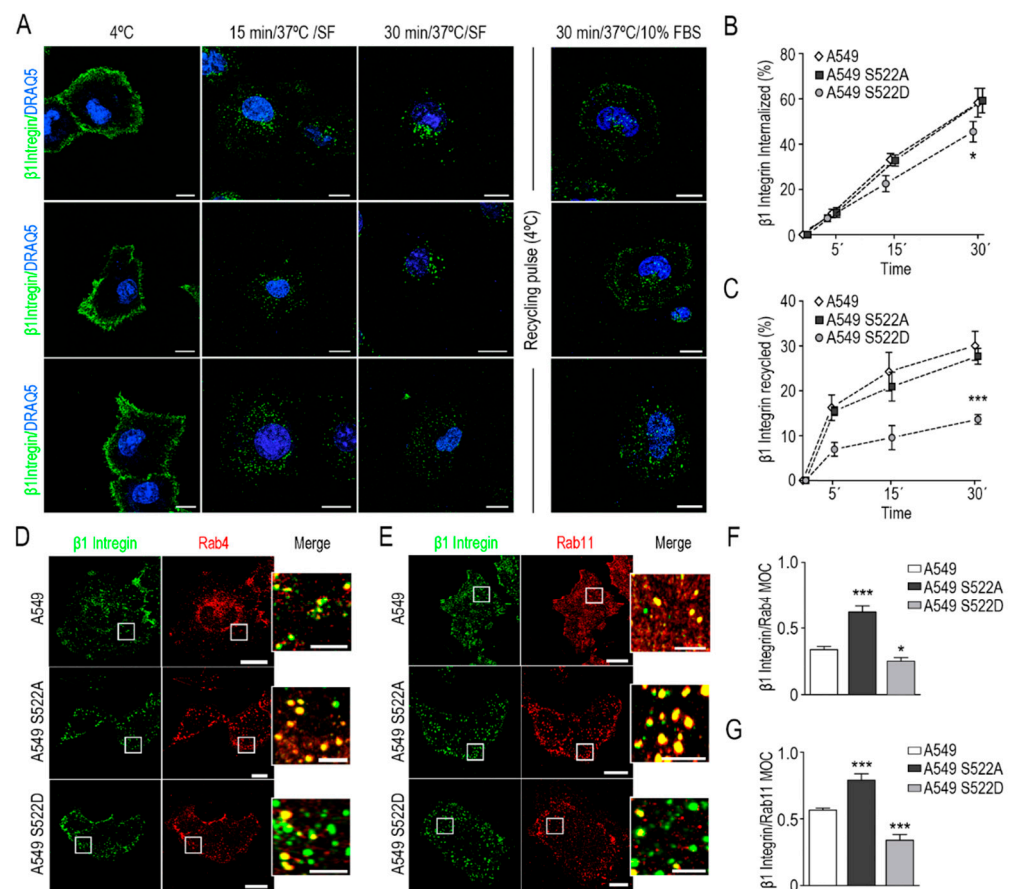 A
4ºC
15 min/37ºC /SF
30 min/37ºC/SF
30 min/37ºC/10% FBS
β1Intregin/DRAQ5
β1Intregin/DRAQ5
β1Intregin/DRAQ5
Recycling pulse (4ºC)
B
A549
A549 S522A
A549 S522D
β1 Integrin Internalized (%)
80
60
40
20
0
*
5´
15´
30´
Time
C
A549
A549 S522A
A549 S522D
β1 Integrin recycled (%)
40
30
20
10
0
***
5´
15´
30´
Time
D
β1 Intregin
Rab4
Merge
A549
A549 S522A
A549 S522D
E
β1 Intregin
Rab11
Merge
A549
A549 S522A
A549 S522D
F
A549
A549 S522A
A549 S522D
β1 Integrin/Rab4 MOC
1.0
0.5
0
***
*
G
A549
A549 S522A
A549 S522D
β1 Integrin/Rab11 MOC
1.0
0.5
0
***
***